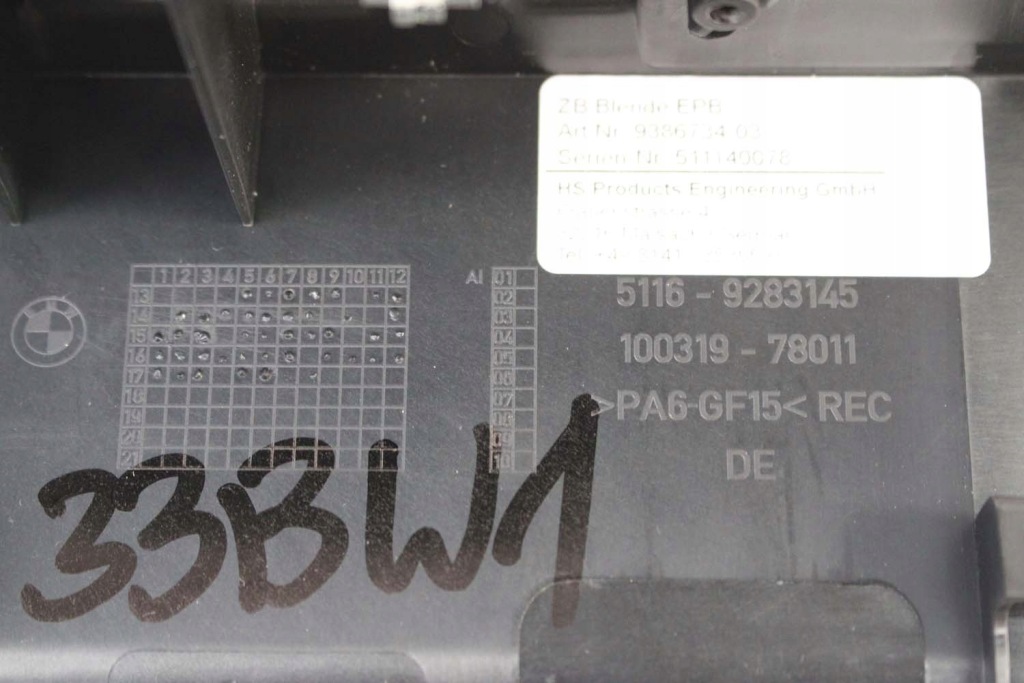 ZB Blende EPB
Art Nr. 9386734 03
Serien Nr. 511140078
HS Products Engineering GmbH
1 2 3 4 5 6 7 8 9 10 11 12
13
14
15
16
17
18
19
20
21
AI 01
02
03
04
05
06
07
08
09
10
5116 - 9283145
100319 - 78011
>PA6-GF15< REC
DE
33BW1